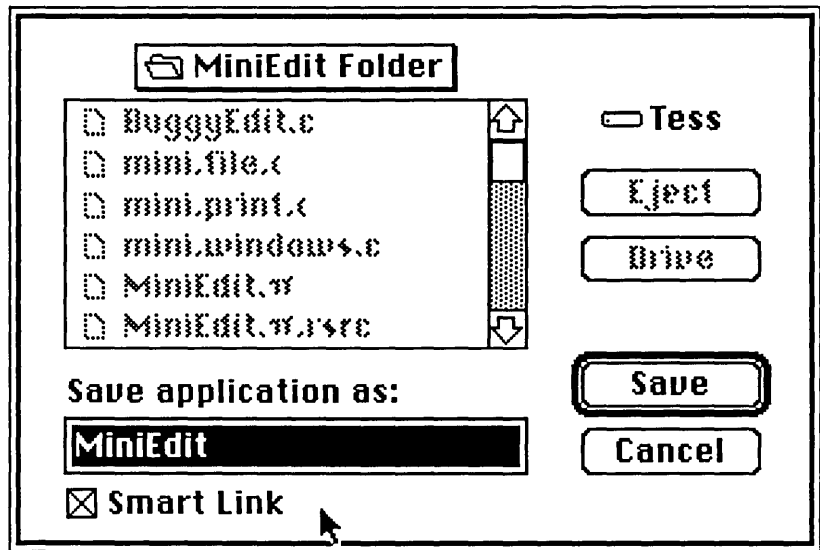 MiniEdit Folder
BuggyEdit.c
mini.file.c
mini.print.c
mini.windows.c
MiniEdit.π
MiniEdit.π.rsrc
Tess
Eject
Drive
Save application as:
MiniEdit
Smart Link
Save
Cancel